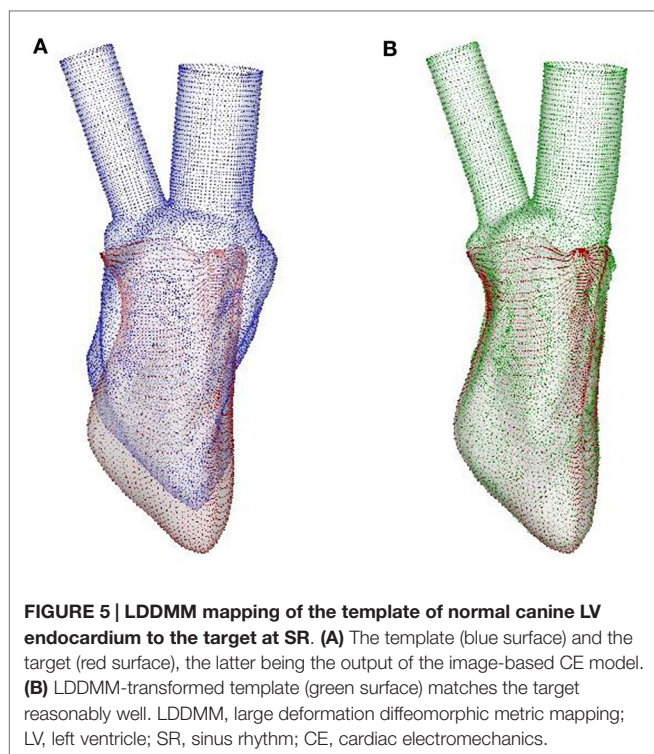 A
B
FIGURE 5 | LDDMM mapping of the template of normal canine LV
endocardium to the target at SR. (A) The template (blue surface) and the
target (red surface), the latter being the output of the image-based CE model.
(B) LDDMM-transformed template (green surface) matches the target
reasonably well. LDDMM, large deformation diffeomorphic metric mapping;
LV, left ventricle; SR, sinus rhythm; CE, cardiac electromechanics.